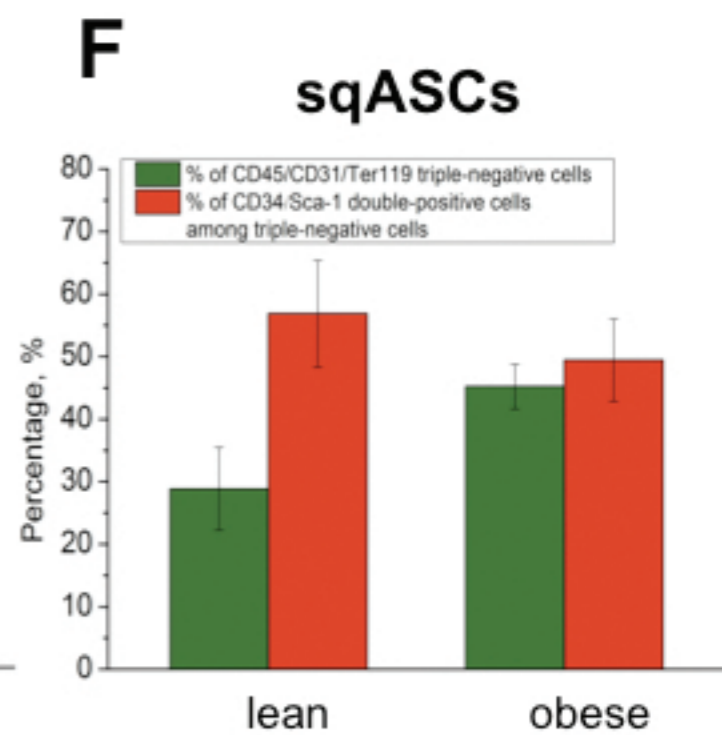 F
sqASCs
% of CD45/CD31/Ter119 triple-negative cells
% of CD34/Sca-1 double-positive cells
among triple-negative cells
Percentage, %
80
70
60
50
40
30
20
10
0
lean obese